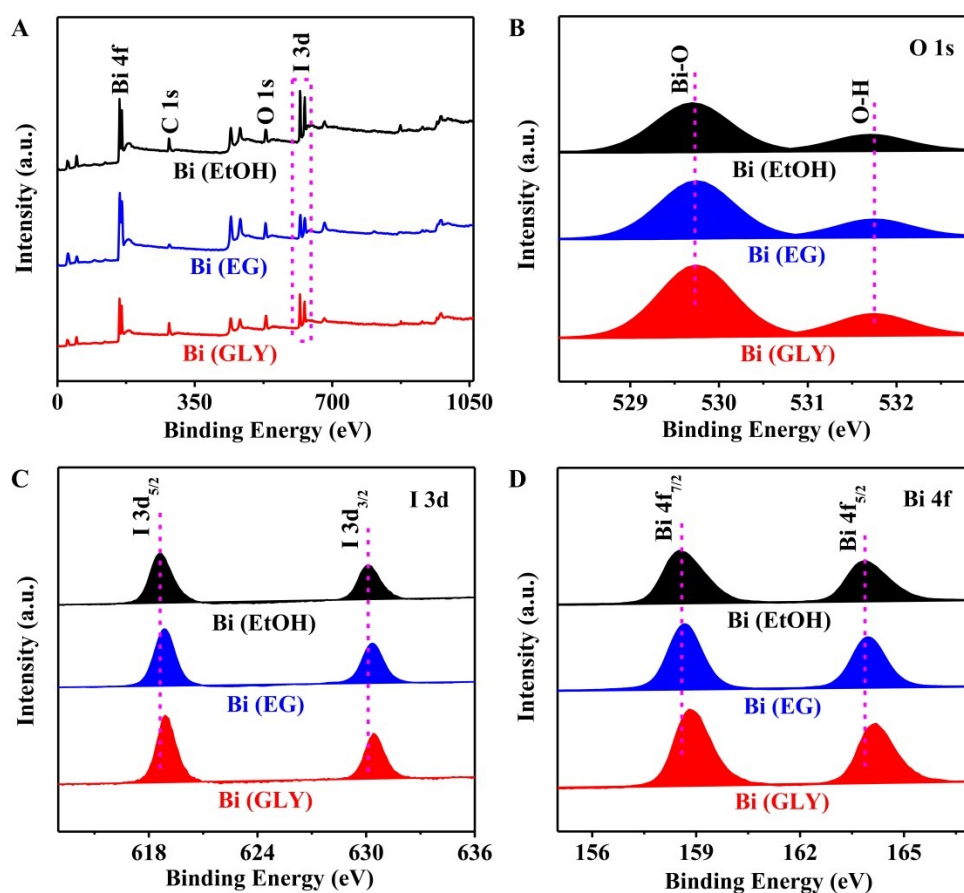 A
Bi 4f
C 1s
O 1s
I 3d
Bi (EtOH)
Bi (EG)
Bi (GLY)
Intensity (a.u.)
0 350 700 1050
Binding Energy (eV)
B
O 1s
Bi-O
O-H
Bi (EtOH)
Bi (EG)
Bi (GLY)
Intensity (a.u.)
529 530 531 532
Binding Energy (eV)
C
I 3d
I 3d5/2
I 3d3/2
Bi (EtOH)
Bi (EG)
Bi (GLY)
Intensity (a.u.)
618 624 630 636
Binding Energy (eV)
D
Bi 4f
Bi 4f7/2
Bi 4f5/2
Bi (EtOH)
Bi (EG)
Bi (GLY)
Intensity (a.u.)
156 159 162 165
Binding Energy (eV)